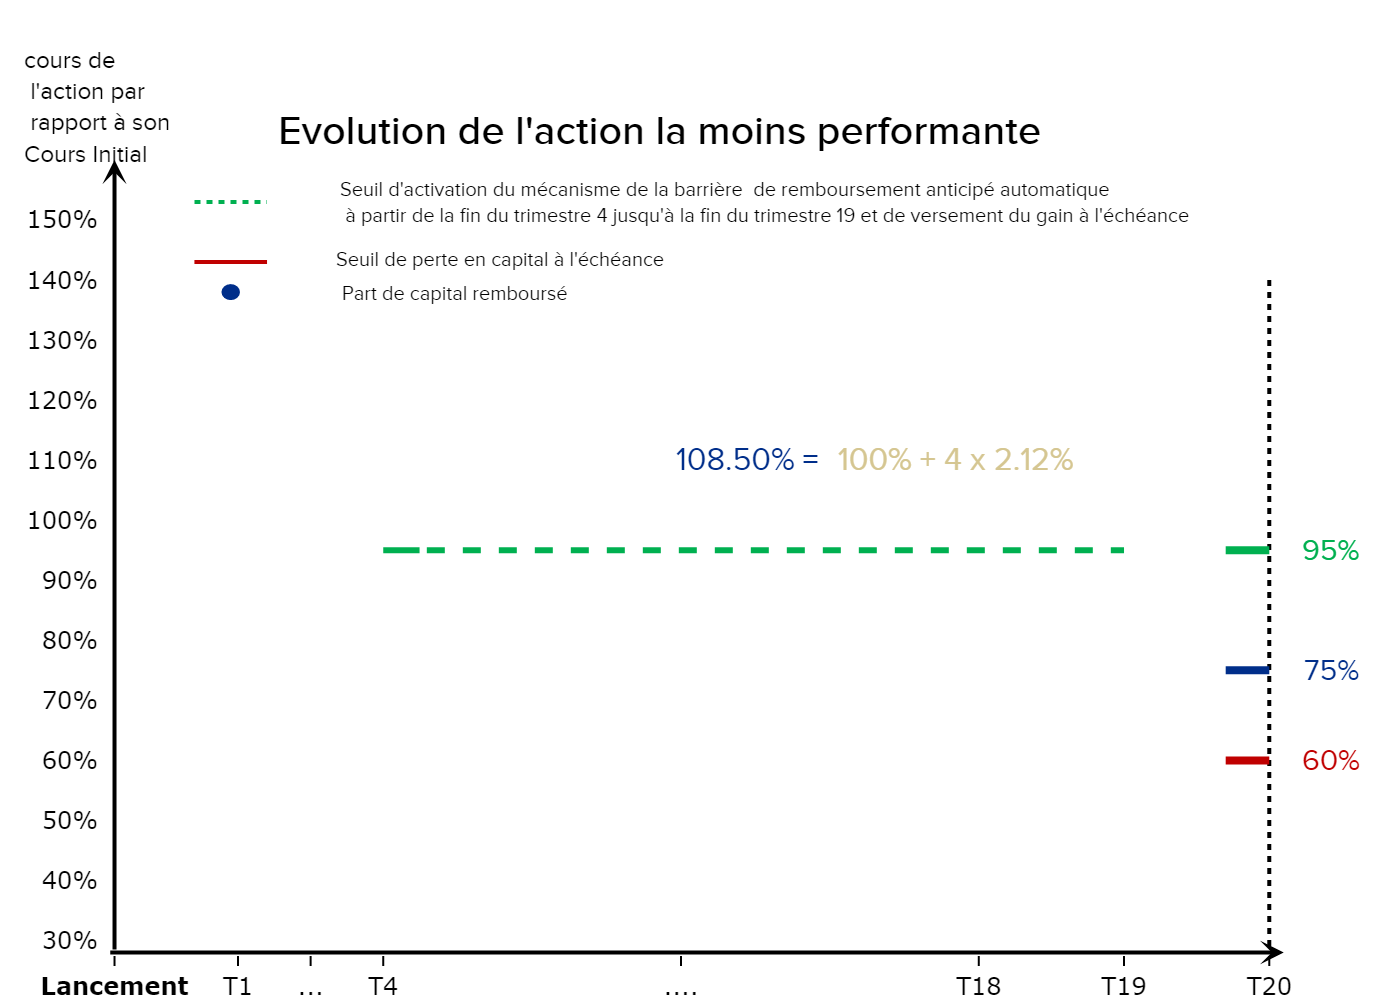 cours de
l'action par
rapport à son
Cours Initial
Evolution de l'action la moins performante
Seuil d'activation du mécanisme de la barrière de remboursement anticipé automatique
à partir de la fin du trimestre 4 jusqu'à la fin du trimestre 19 et de versement du gain à l'échéance
Seuil de perte en capital à l'échéance
Part de capital remboursé
150%
140%
130%
120%
110%
100%
90%
80%
70%
60%
50%
40%
30%
108.50% = 100% + 4 x 2.12%
95%
75%
60%
Lancement T1 ... T4 .... T18 T19 T20